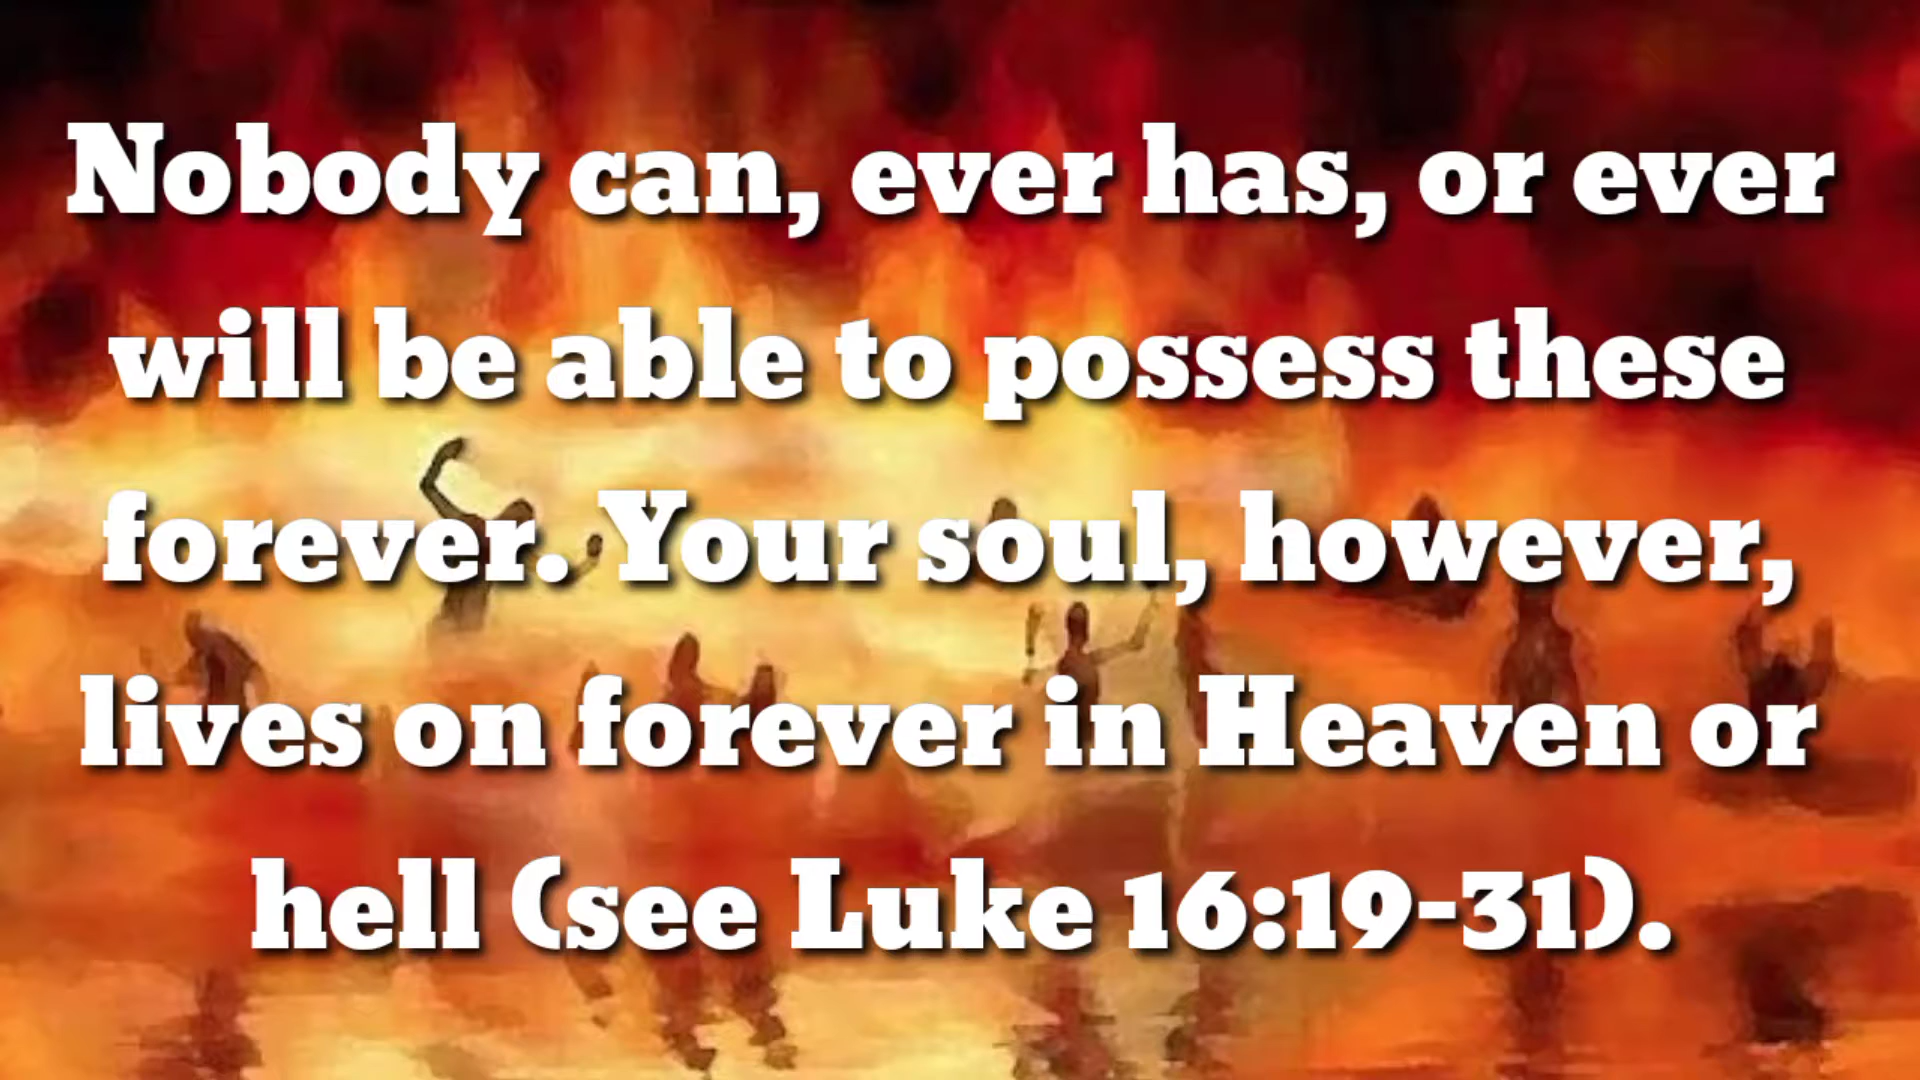 Nobody can, ever has, or ever
will be able to possess these
forever. Your soul, however,
lives on forever in Heaven or
hell (see Luke 16:19-31).